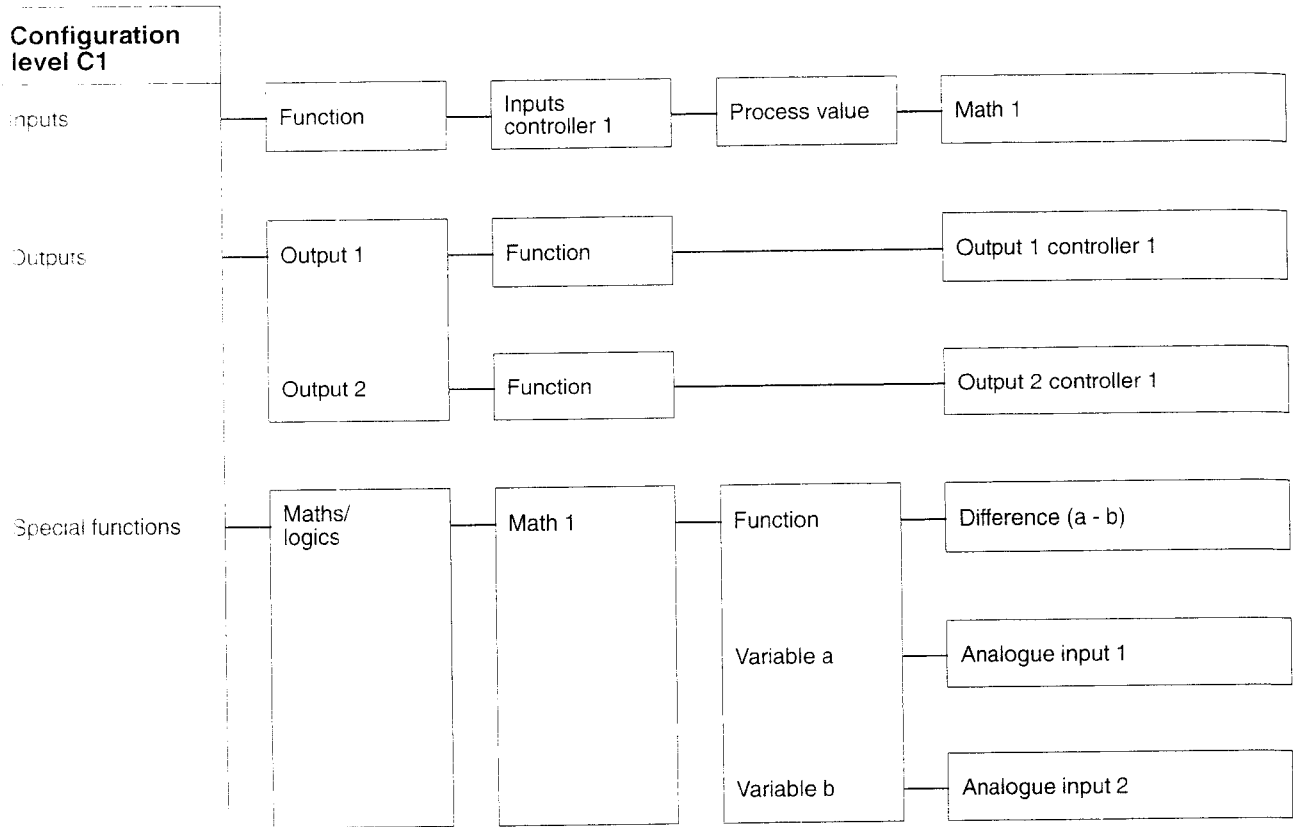 Configuration
level C1
Inputs
Function
Inputs
controller 1
Process value
Math 1
Outputs
Output 1
Function
Output 1 controller 1
Output 2
Function
Output 2 controller 1
Special functions
Maths/
logics
Math 1
Function
Difference (a - b)
Variable a
Analogue input 1
Variable b
Analogue input 2